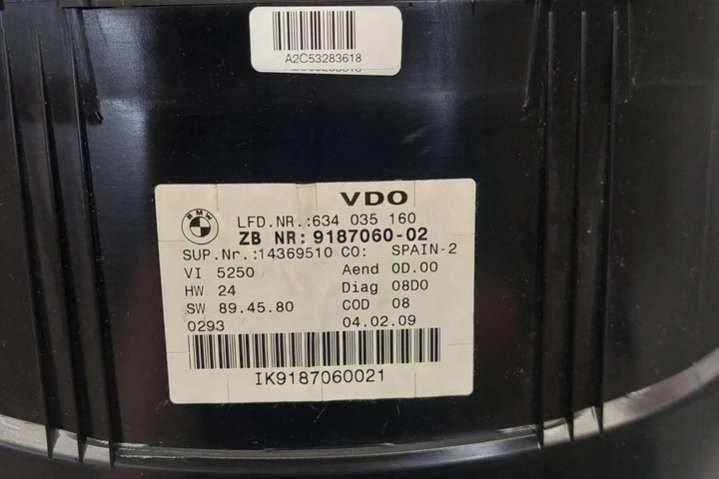 A2C53283618
VDO
BMW
LFD.NR.:634 035 160
ZB NR: 9187060-02
SUP.Nr.:14369510 CO: SPAIN-2
VI 5250 Aend 0D.00
HW 24 Diag 08D0
SW 89.45.80 COD 08
0293 04.02.09
IK9187060021